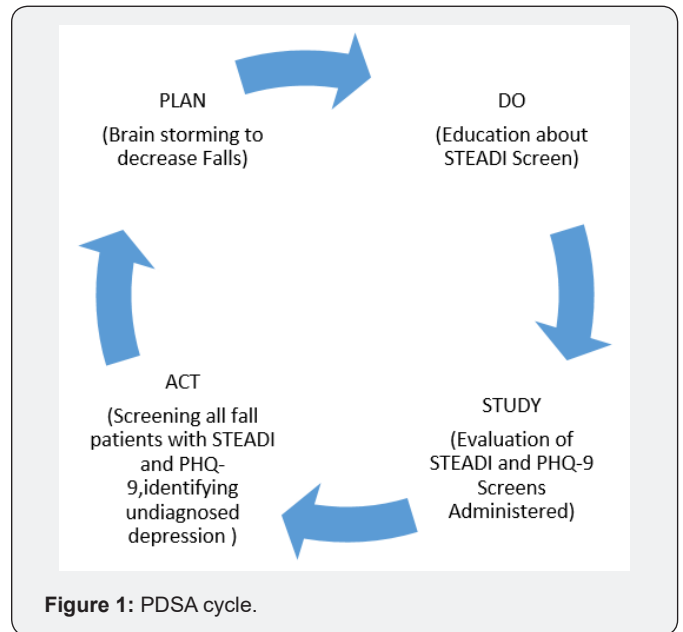 PLAN
(Brain storming to
decrease Falls)
DO
(Education about
STEADI Screen)
STUDY
(Evaluation of
STEADI and PHQ-9
Screens
Administered)
ACT
(Screening all fall
patients with STEADI
and PHQ-
9,identifying
undiagnosed
depression )
Figure 1: PDSA cycle.